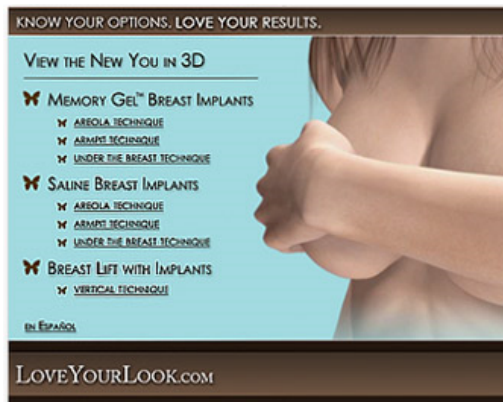 KNOW YOUR OPTIONS. LOVE YOUR RESULTS.
VIEW THE NEW YOU IN 3D
MEMORY GEL™ BREAST IMPLANTS
AREOLA TECHNIQUE
ARMPIT TECHNIQUE
UNDER THE BREAST TECHNIQUE
SALINE BREAST IMPLANTS
AREOLA TECHNIQUE
ARMPIT TECHNIQUE
UNDER THE BREAST TECHNIQUE
BREAST LIFT WITH IMPLANTS
VERTICAL TECHNIQUE
EN ESPAÑOL
LOVEYOURLOOK.COM